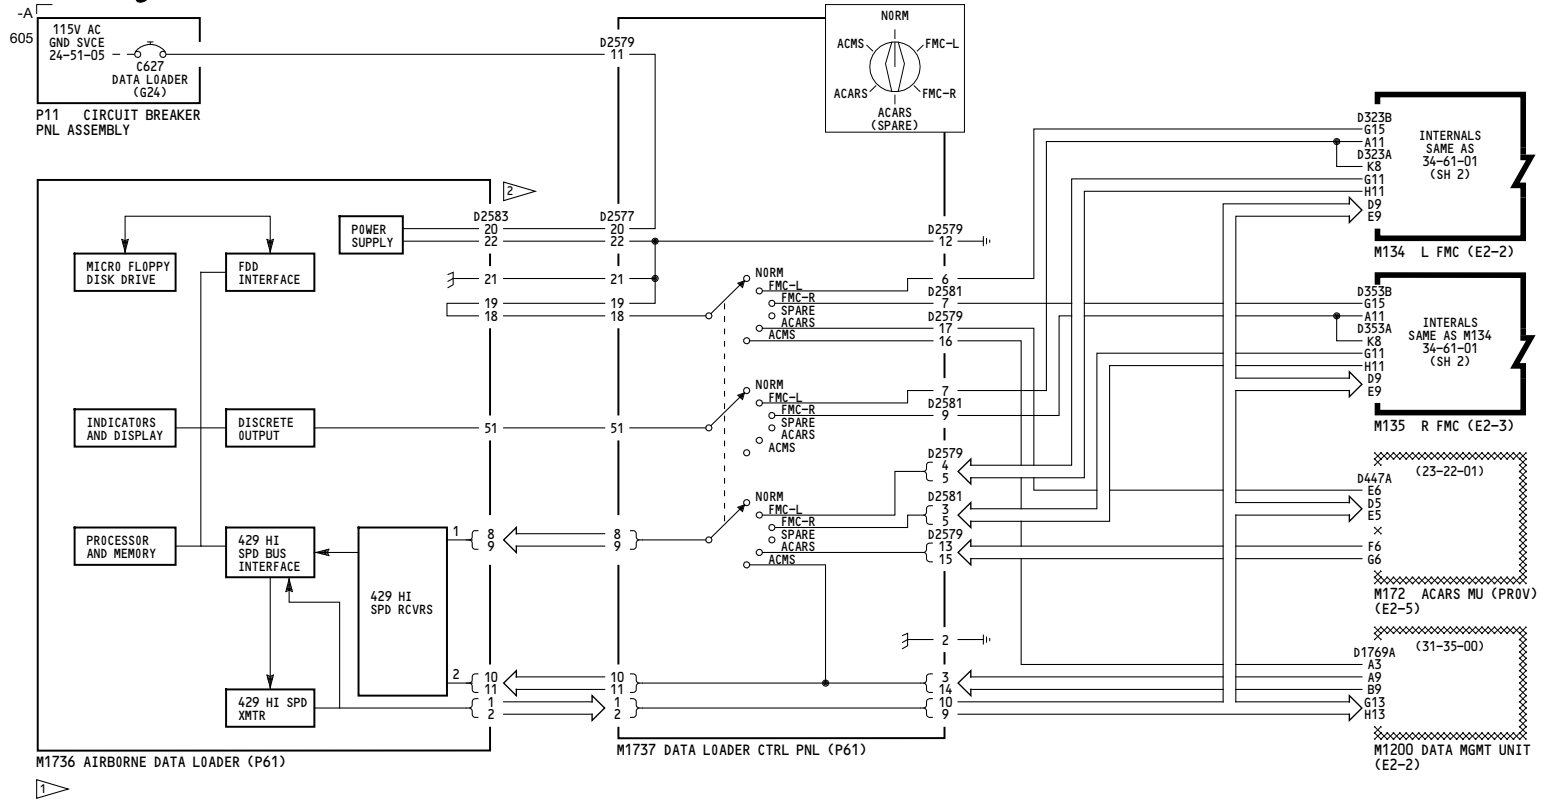 -A
605
115V AC
GND SVCE
24-51-05
C627
DATA LOADER
(G24)
P11 CIRCUIT BREAKER
PNL ASSEMBLY
D2579
11
NORM
ACMS
FMC-L
ACARS
FMC-R
ACARS
(SPARE)
2
D2583
20
22
21
19
18
51
8
9
10
11
1
2
D2577
20
22
21
19
18
51
8
9
10
11
1
2
POWER
SUPPLY
MICRO FLOPPY
DISK DRIVE
FDD
INTERFACE
INDICATORS
AND DISPLAY
DISCRETE
OUTPUT
PROCESSOR
AND MEMORY
429 HI
SPD BUS
INTERFACE
429 HI
SPD RCVRS
1
2
429 HI SPD
XMTR
M1736 AIRBORNE DATA LOADER (P61)
1
NORM
FMC-L
FMC-R
SPARE
ACARS
ACMS
NORM
FMC-L
FMC-R
SPARE
ACARS
ACMS
NORM
FMC-L
FMC-R
SPARE
ACARS
ACMS
D2579
12
6
D2581
7
D2579
17
16
7
D2581
9
D2579
4
5
D2581
3
5
D2579
13
15
2
3
14
10
9
M1737 DATA LOADER CTRL PNL (P61)
D323B
G15
A11
D323A
K8
G11
H11
D9
E9
INTERNALS
SAME AS
34-61-01
(SH 2)
M134 L FMC (E2-2)
D353B
G15
A11
D353A
K8
G11
H11
D9
E9
INTERALS
SAME AS M134
34-61-01
(SH 2)
M135 R FMC (E2-3)
(23-22-01)
D447A
E6
D5
E5
F6
G6
M172 ACARS MU (PROV)
(E2-5)
(31-35-00)
D1769A
A3
A9
B9
G13
H13
M1200 DATA MGMT UNIT
(E2-2)